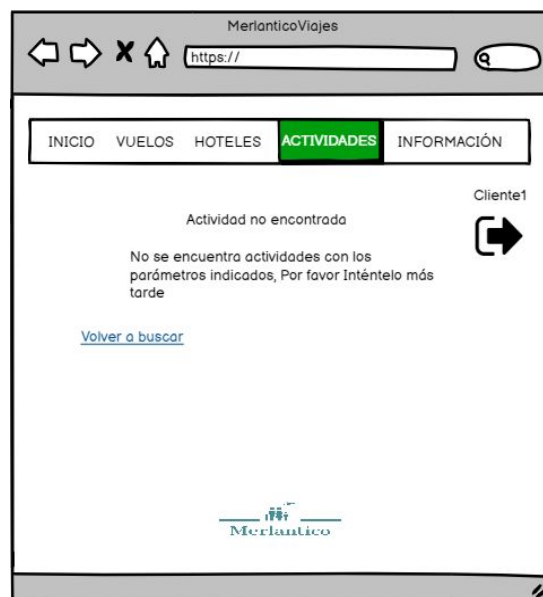 MerlanticoViajes
https://
INICIO VUELOS HOTELES ACTIVIDADES INFORMACIÓN
Cliente1
Actividad no encontrada
No se encuentra actividades con los
parámetros indicados, Por favor Inténtelo más
tarde
Volver a buscar
Merlantico